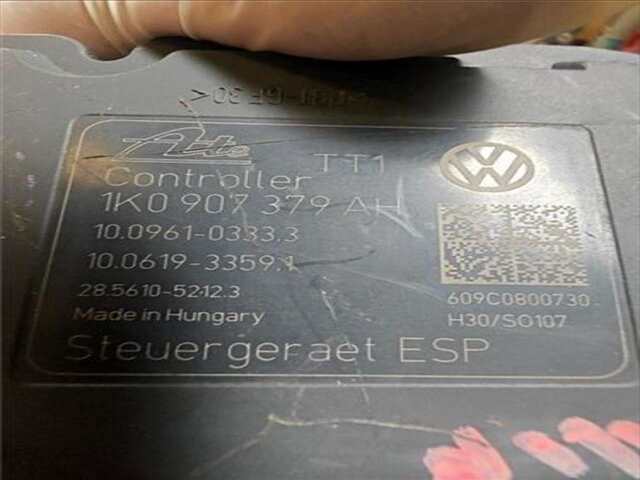 Ate TT1
Controller
1K0 907 379 AH
10.0961-0333.3
10.0619-3359.1
28.5610-5212.3 609C0800730
Made in Hungary H30/SO107
Steuergeraet ESP